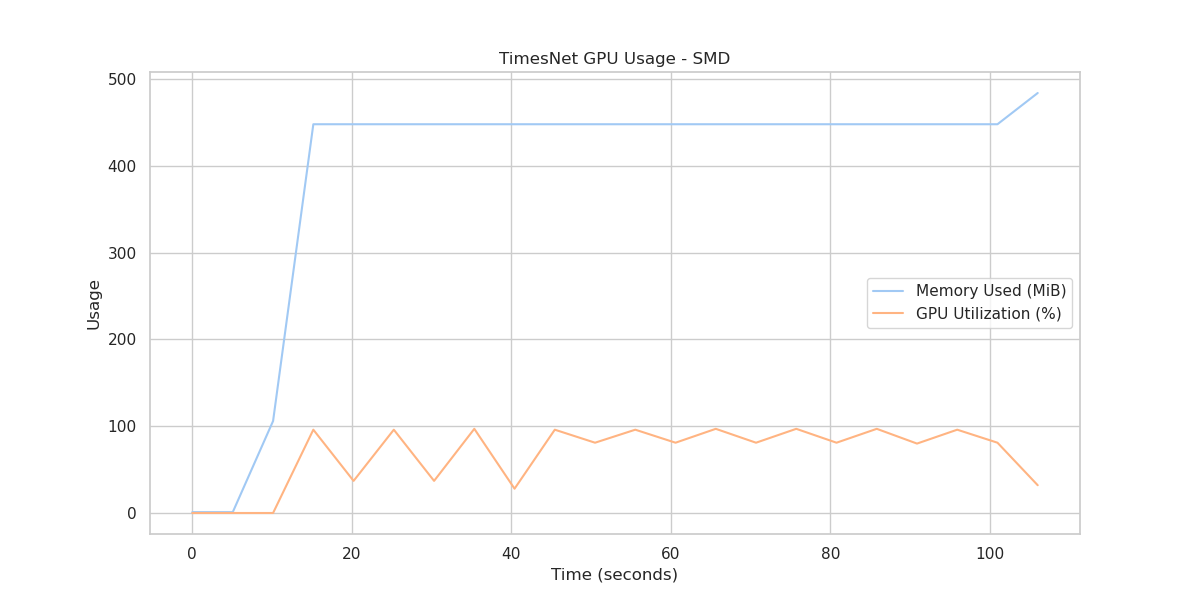 TimesNet GPU Usage - SMD
500
400
300
200
100
0
Usage
Memory Used (MiB)
GPU Utilization (%)
0 20 40 60 80 100
Time (seconds)